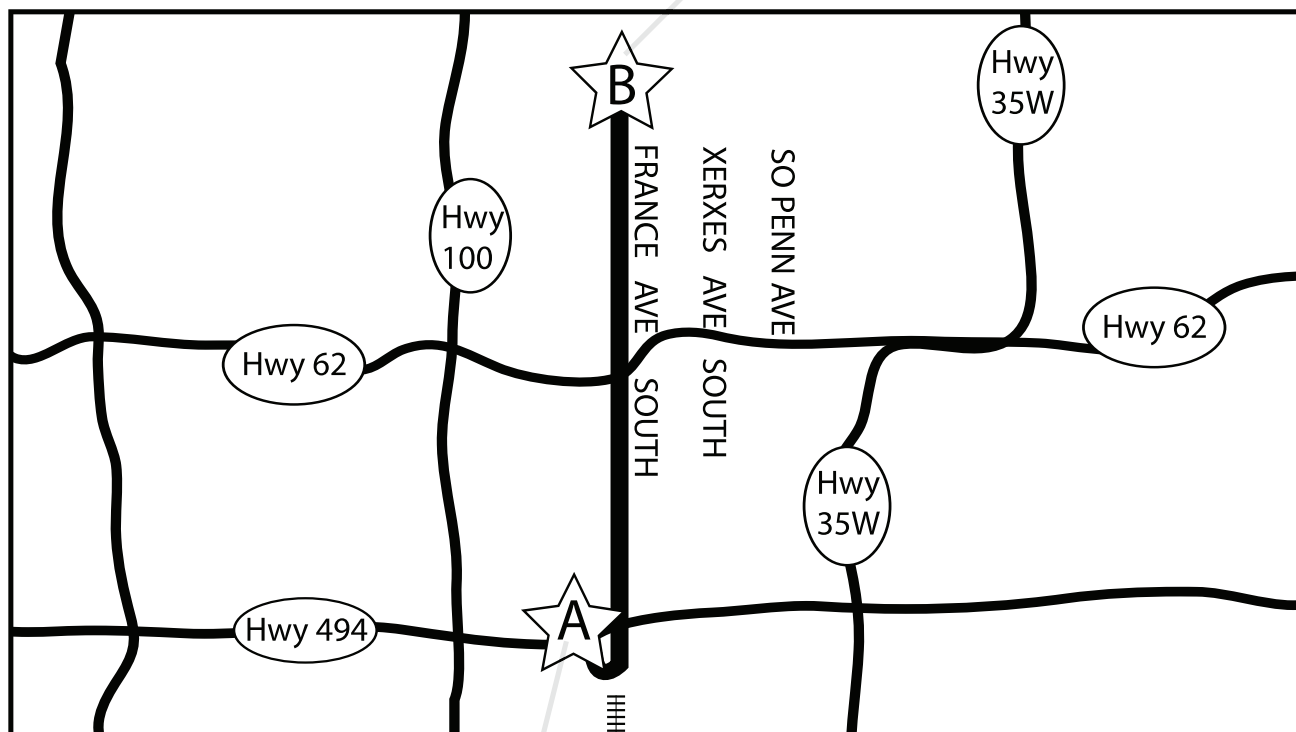 B
Hwy
35W
FRANCE AVE SOUTH
XERXES AVE SOUTH
SO PENN AVE
Hwy
100
Hwy 62
Hwy 62
Hwy
35W
A
Hwy 494